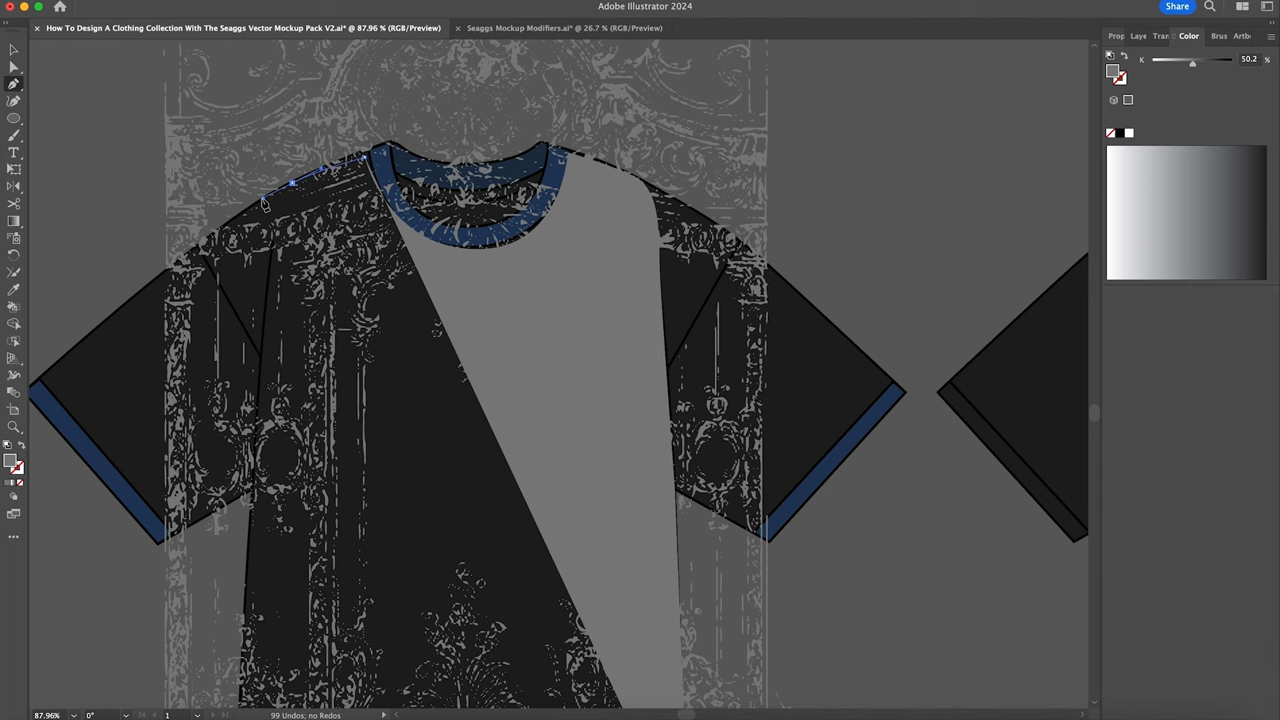 Adobe Illustrator 2024
Share
How To Design A Clothing Collection With The Seaggs Vector Mockup Pack V2.ai* @ 87.96 % (RGB/Preview)
Seaggs Mockup Modifiers.ai* @ 26.7 % (RGB/Preview)
Proj Laye Trar Color Brus Artb
K 50.2 %
87.96% 0° 1 99 Undos; no Redos